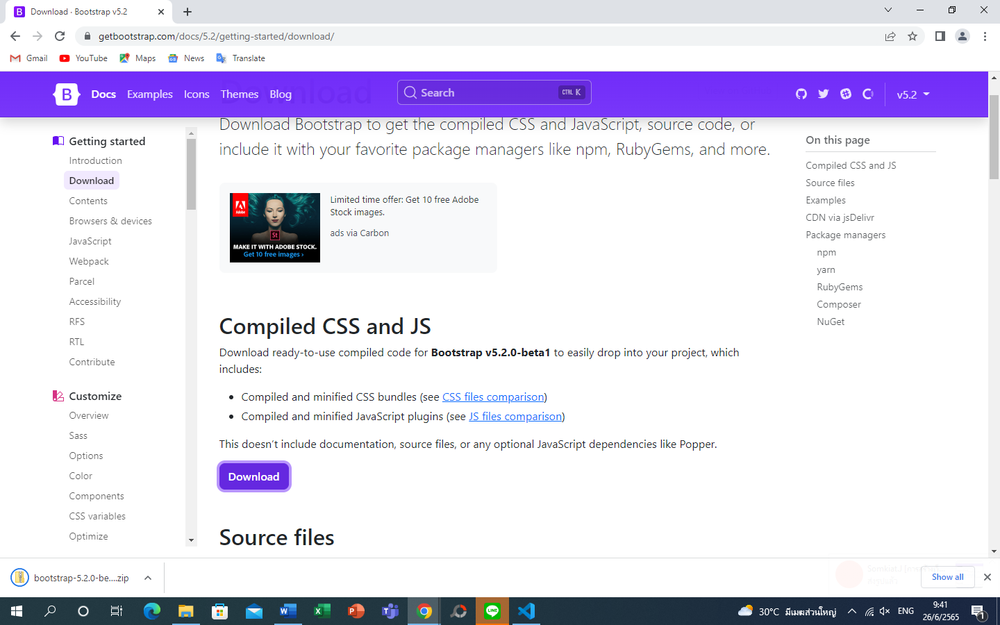 Download · Bootstrap v5.2
getbootstrap.com/docs/5.2/getting-started/download/
Gmail
YouTube
Maps
News
Translate
B
Docs
Examples
Icons
Themes
Blog
Download
Search
CTRL K
v5.2
Getting started
Introduction
Download
Contents
Browsers & devices
JavaScript
Webpack
Parcel
Accessibility
RFS
RTL
Contribute
Customize
Overview
Sass
Options
Color
Components
CSS variables
Optimize
Download Bootstrap to get the compiled CSS and JavaScript, source code, or
include it with your favorite package managers like npm, RubyGems, and more.
Adobe
St
MAKE IT WITH ADOBE STOCK.
Get 10 free images ›
Limited time offer: Get 10 free Adobe
Stock images.
ads via Carbon
Compiled CSS and JS
Download ready-to-use compiled code for Bootstrap v5.2.0-beta1 to easily drop into your project, which
includes:
Compiled and minified CSS bundles (see CSS files comparison)
Compiled and minified JavaScript plugins (see JS files comparison)
This doesn't include documentation, source files, or any optional JavaScript dependencies like Popper.
Download
Source files
On this page
Compiled CSS and JS
Source files
Examples
CDN via jsDelivr
Package managers
npm
yarn
RubyGems
Composer
NuGet
bootstrap-5.2.0-be....zip
Show all
30°C มีเมฆส่วนใหญ่
ENG
9:41
26/6/2565
1